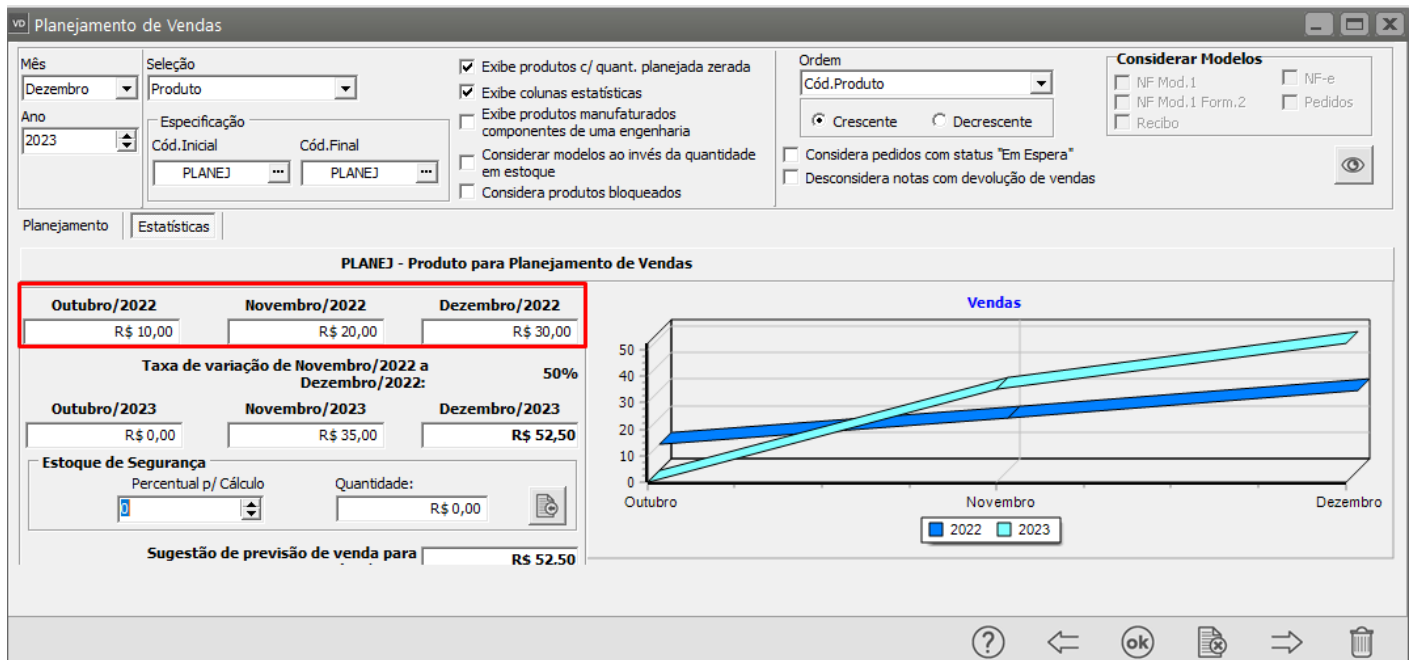 VD Planejamento de Vendas
Mês
Dezembro
Ano
2023
Seleção
Produto
Especificação
Cód.Inicial Cód.Final
PLANEJ ... PLANEJ ...
Exibe produtos c/ quant. planejada zerada
Exibe colunas estatísticas
Exibe produtos manufaturados
componentes de uma engenharia
Considerar modelos ao invés da quantidade
em estoque
Considera produtos bloqueados
Ordem
Cód.Produto
Crescente Decrescente
Considera pedidos com status "Em Espera"
Desconsidera notas com devolução de vendas
Considerar Modelos
NF Mod.1 NF-e
NF Mod.1 Form.2 Pedidos
Recibo
Planejamento Estatísticas
PLANEJ - Produto para Planejamento de Vendas
Outubro/2022 Novembro/2022 Dezembro/2022
R$ 10,00 R$ 20,00 R$ 30,00
Taxa de variação de Novembro/2022 a
Dezembro/2022:
50%
Outubro/2023 Novembro/2023 Dezembro/2023
R$ 0,00 R$ 35,00 R$ 52,50
Estoque de Segurança
Percentual p/ Cálculo Quantidade:
0 R$ 0,00
Sugestão de previsão de venda para
R$ 52,50
Vendas
50
40
30
20
10
0
Outubro Novembro Dezembro
2022 2023
? ok